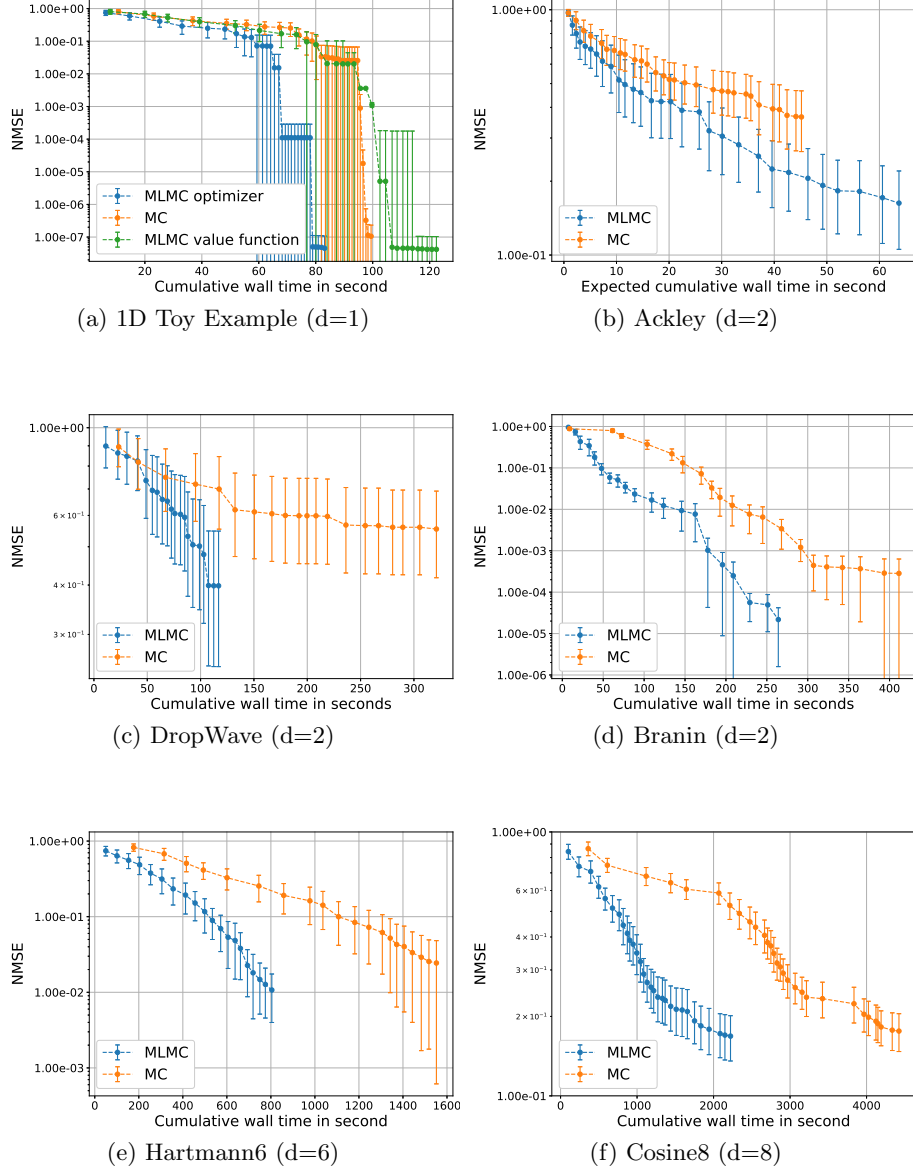 1.00e+00
1.00e-01
1.00e-02
1.00e-03
1.00e-04
1.00e-05
1.00e-06
1.00e-07
NMSE
MLMC optimizer
MC
MLMC value function
20 40 60 80 100 120
Cumulative wall time in second
(a) 1D Toy Example (d=1)
1.00e+00
1.00e-01
NMSE
MLMC
MC
0 10 20 30 40 50 60
Expected cumulative wall time in second
(b) Ackley (d=2)
1.00e+00
6 × 10⁻¹
4 × 10⁻¹
3 × 10⁻¹
NMSE
MLMC
MC
0 50 100 150 200 250 300
Cumulative wall time in seconds
(c) DropWave (d=2)
1.00e+00
1.00e-01
1.00e-02
1.00e-03
1.00e-04
1.00e-05
1.00e-06
NMSE
MLMC
MC
0 50 100 150 200 250 300 350 400
Cumulative wall time in seconds
(d) Branin (d=2)
1.00e+00
1.00e-01
1.00e-02
1.00e-03
NMSE
MLMC
MC
0 200 400 600 800 1000 1200 1400 1600
Cumulative wall time in second
(e) Hartmann6 (d=6)
1.00e+00
6 × 10⁻¹
4 × 10⁻¹
3 × 10⁻¹
2 × 10⁻¹
1.00e-01
NMSE
MLMC
MC
0 1000 2000 3000 4000
Cumulative wall time in second
(f) Cosine8 (d=8)